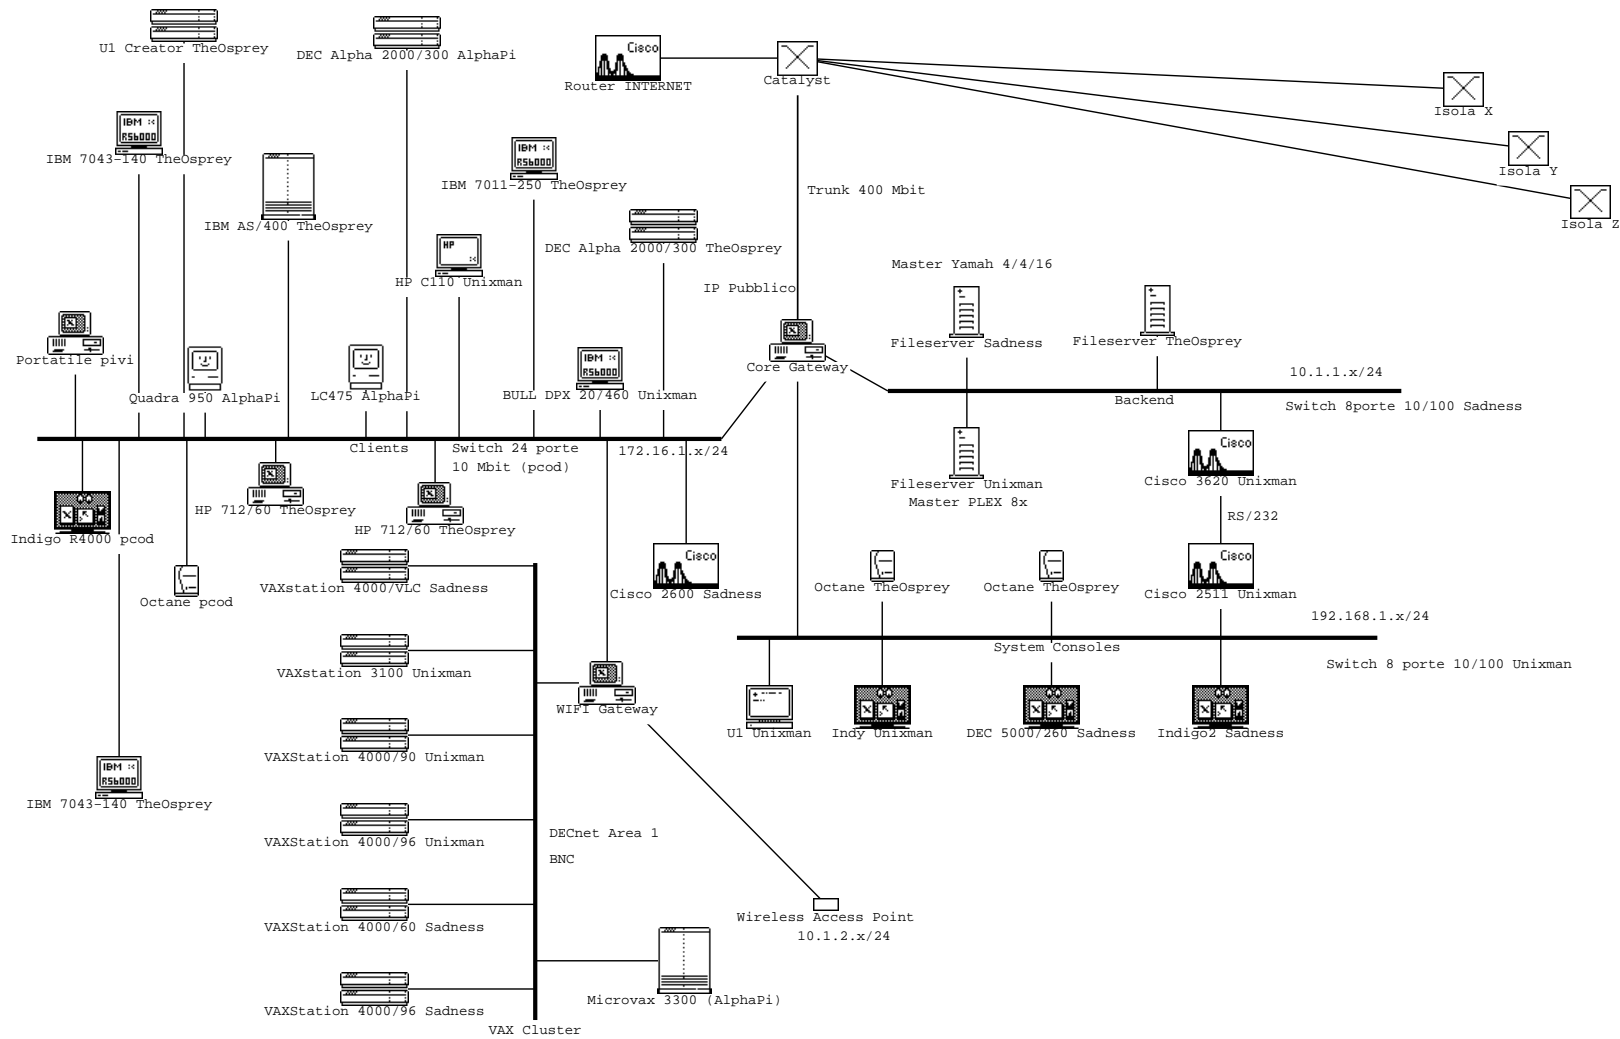 U1 Creator TheOsprey
DEC Alpha 2000/300 AlphaPi
Cisco
Router INTERNET
Catalyst
Isola X
IBM
RS6000
IBM 7043-140 TheOsprey
IBM
RS6000
IBM 7011-250 TheOsprey
Isola Y
Trunk 400 Mbit
Isola Z
IBM AS/400 TheOsprey
DEC Alpha 2000/300 TheOsprey
HP
HP C110 Unixman
Master Yamah 4/4/16
IP Pubblico
Portatile pivi
Fileserver Sadness
Fileserver TheOsprey
Core Gateway
10.1.1.x/24
Quadra 950 AlphaPi
LC475 AlphaPi
IBM
RS6000
BULL DPX 20/460 Unixman
Backend
Switch 8porte 10/100 Sadness
Clients
Switch 24 porte
10 Mbit (pcod)
172.16.1.x/24
Cisco
Cisco 3620 Unixman
Fileserver Unixman
Master PLEX 8x
HP 712/60 TheOsprey
HP 712/60 TheOsprey
RS/232
Indigo R4000 pcod
Cisco
Cisco 2600 Sadness
Cisco
Cisco 2511 Unixman
Octane TheOsprey
Octane TheOsprey
VAXstation 4000/VLC Sadness
Octane pcod
192.168.1.x/24
System Consoles
Switch 8 porte 10/100 Unixman
VAXstation 3100 Unixman
WIFI Gateway
U1 Unixman
Indy Unixman
DEC 5000/260 Sadness
Indigo2 Sadness
VAXStation 4000/90 Unixman
IBM
RS6000
IBM 7043-140 TheOsprey
VAXStation 4000/96 Unixman
DECnet Area 1
BNC
Wireless Access Point
10.1.2.x/24
VAXStation 4000/60 Sadness
Microvax 3300 (AlphaPi)
VAXStation 4000/96 Sadness
VAX Cluster